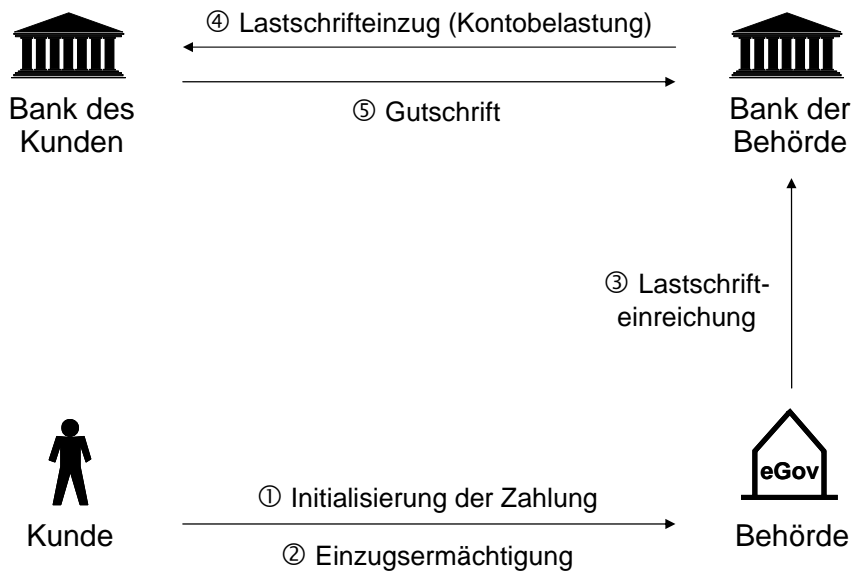 ④ Lastschrifteinzug (Kontobelastung)
Bank des
Kunden
⑤ Gutschrift
Bank der
Behörde
③ Lastschrift-
einreichung
eGov
① Initialisierung der Zahlung
Kunde
Behörde
② Einzugsermächtigung